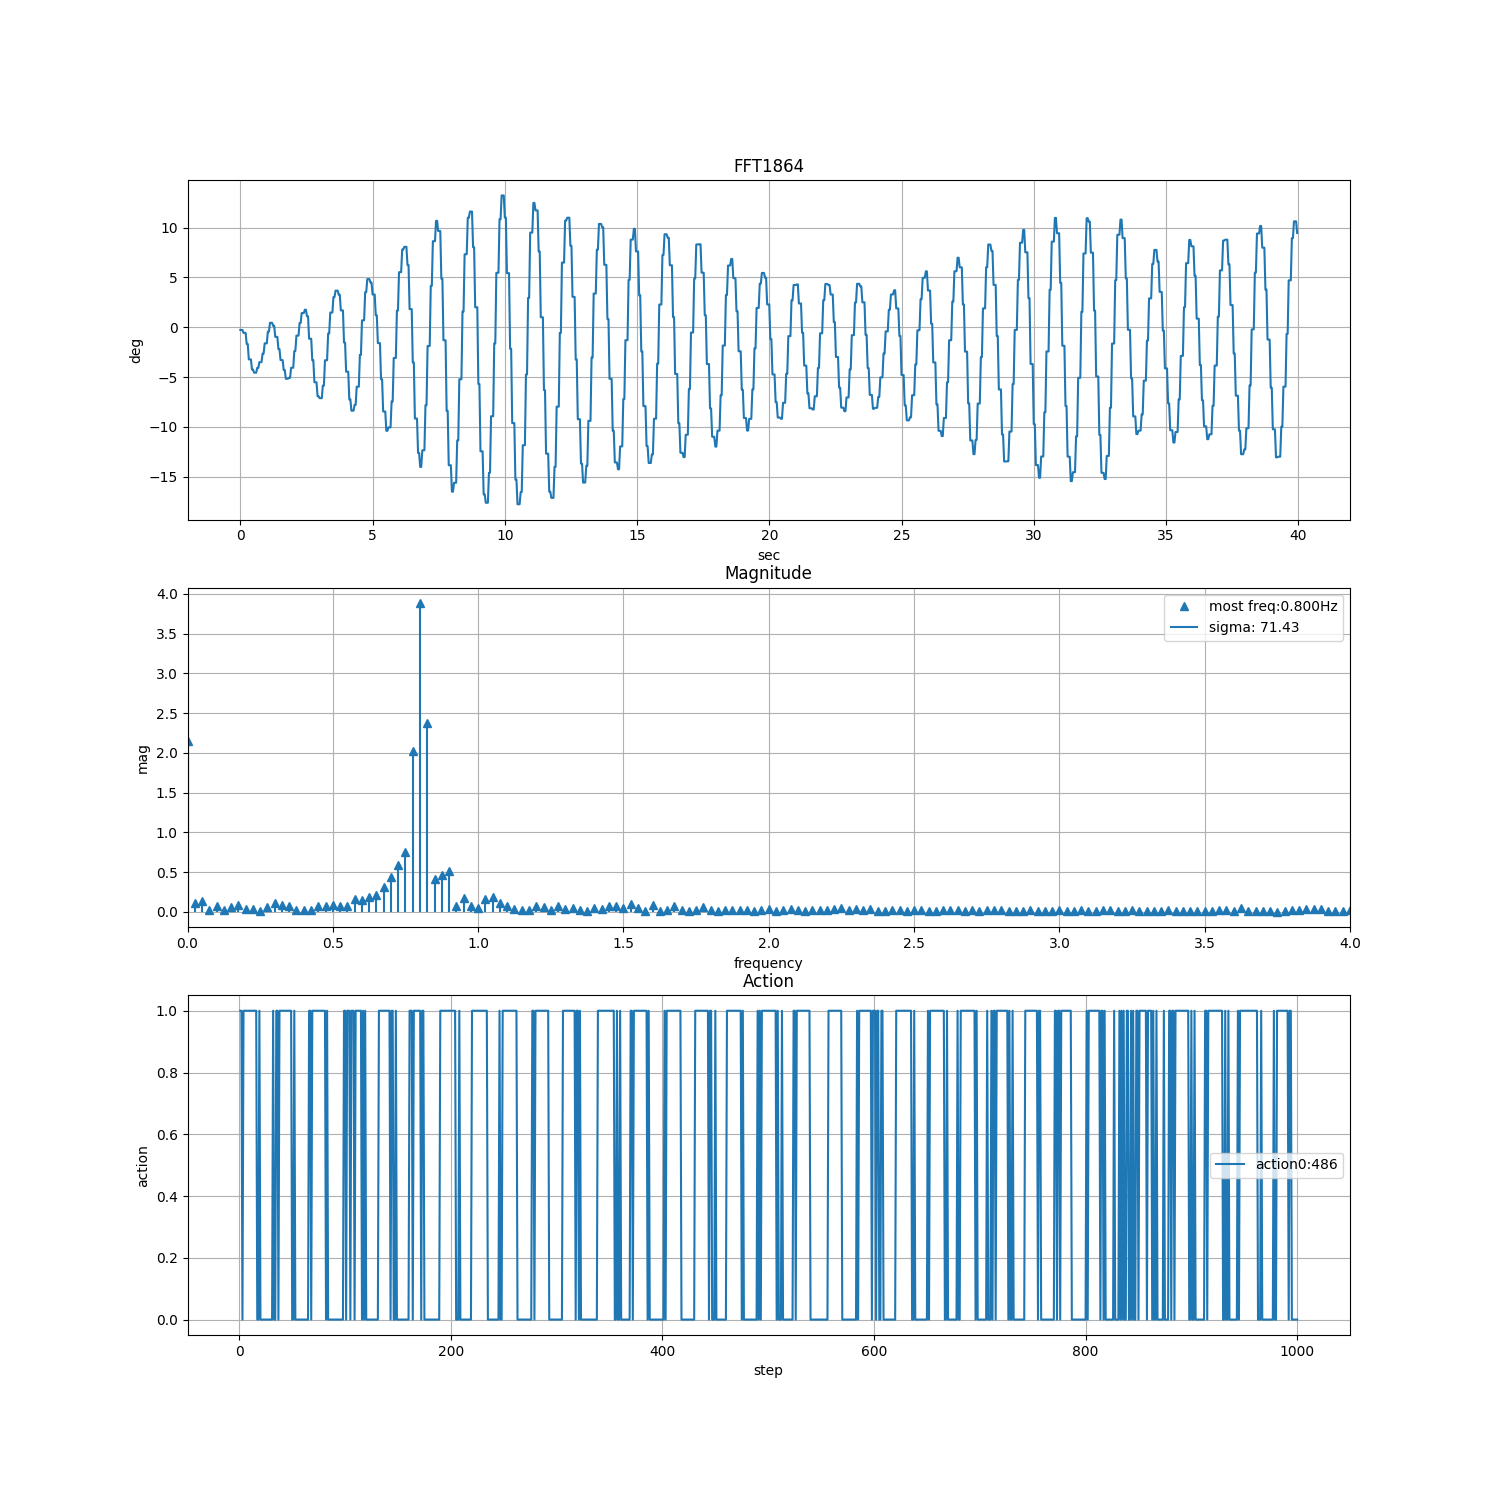 FFT1864
10
5
0
−5
−10
−15
deg
0 5 10 15 20 25 30 35 40
sec
Magnitude
4.0
3.5
3.0
2.5
2.0
1.5
1.0
0.5
0.0
mag
most freq:0.800Hz
sigma: 71.43
0.0 0.5 1.0 1.5 2.0 2.5 3.0 3.5 4.0
frequency
Action
1.0
0.8
0.6
0.4
0.2
0.0
action
action0:486
0 200 400 600 800 1000
step